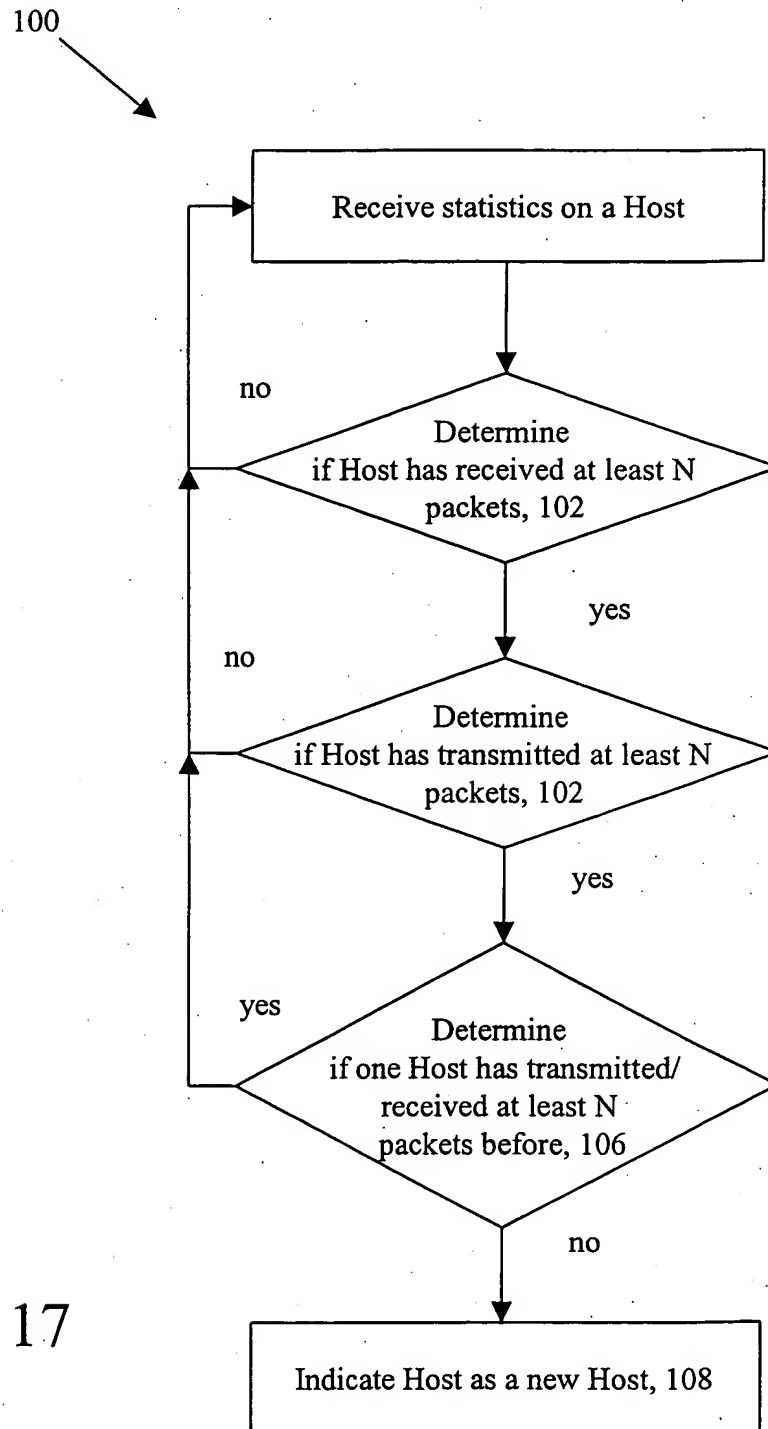 100
Receive statistics on a Host
no
Determine
if Host has received at least N
packets, 102
yes
no
Determine
if Host has transmitted at least N
packets, 102
yes
yes
Determine
if one Host has transmitted/
received at least N
packets before, 106
no
17
Indicate Host as a new Host, 108